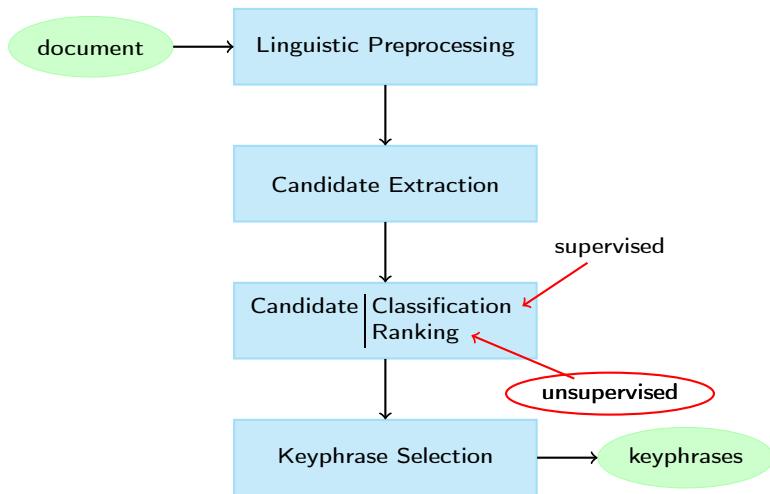 document
Linguistic Preprocessing
Candidate Extraction
supervised
Candidate Classification
Ranking
unsupervised
Keyphrase Selection
keyphrases